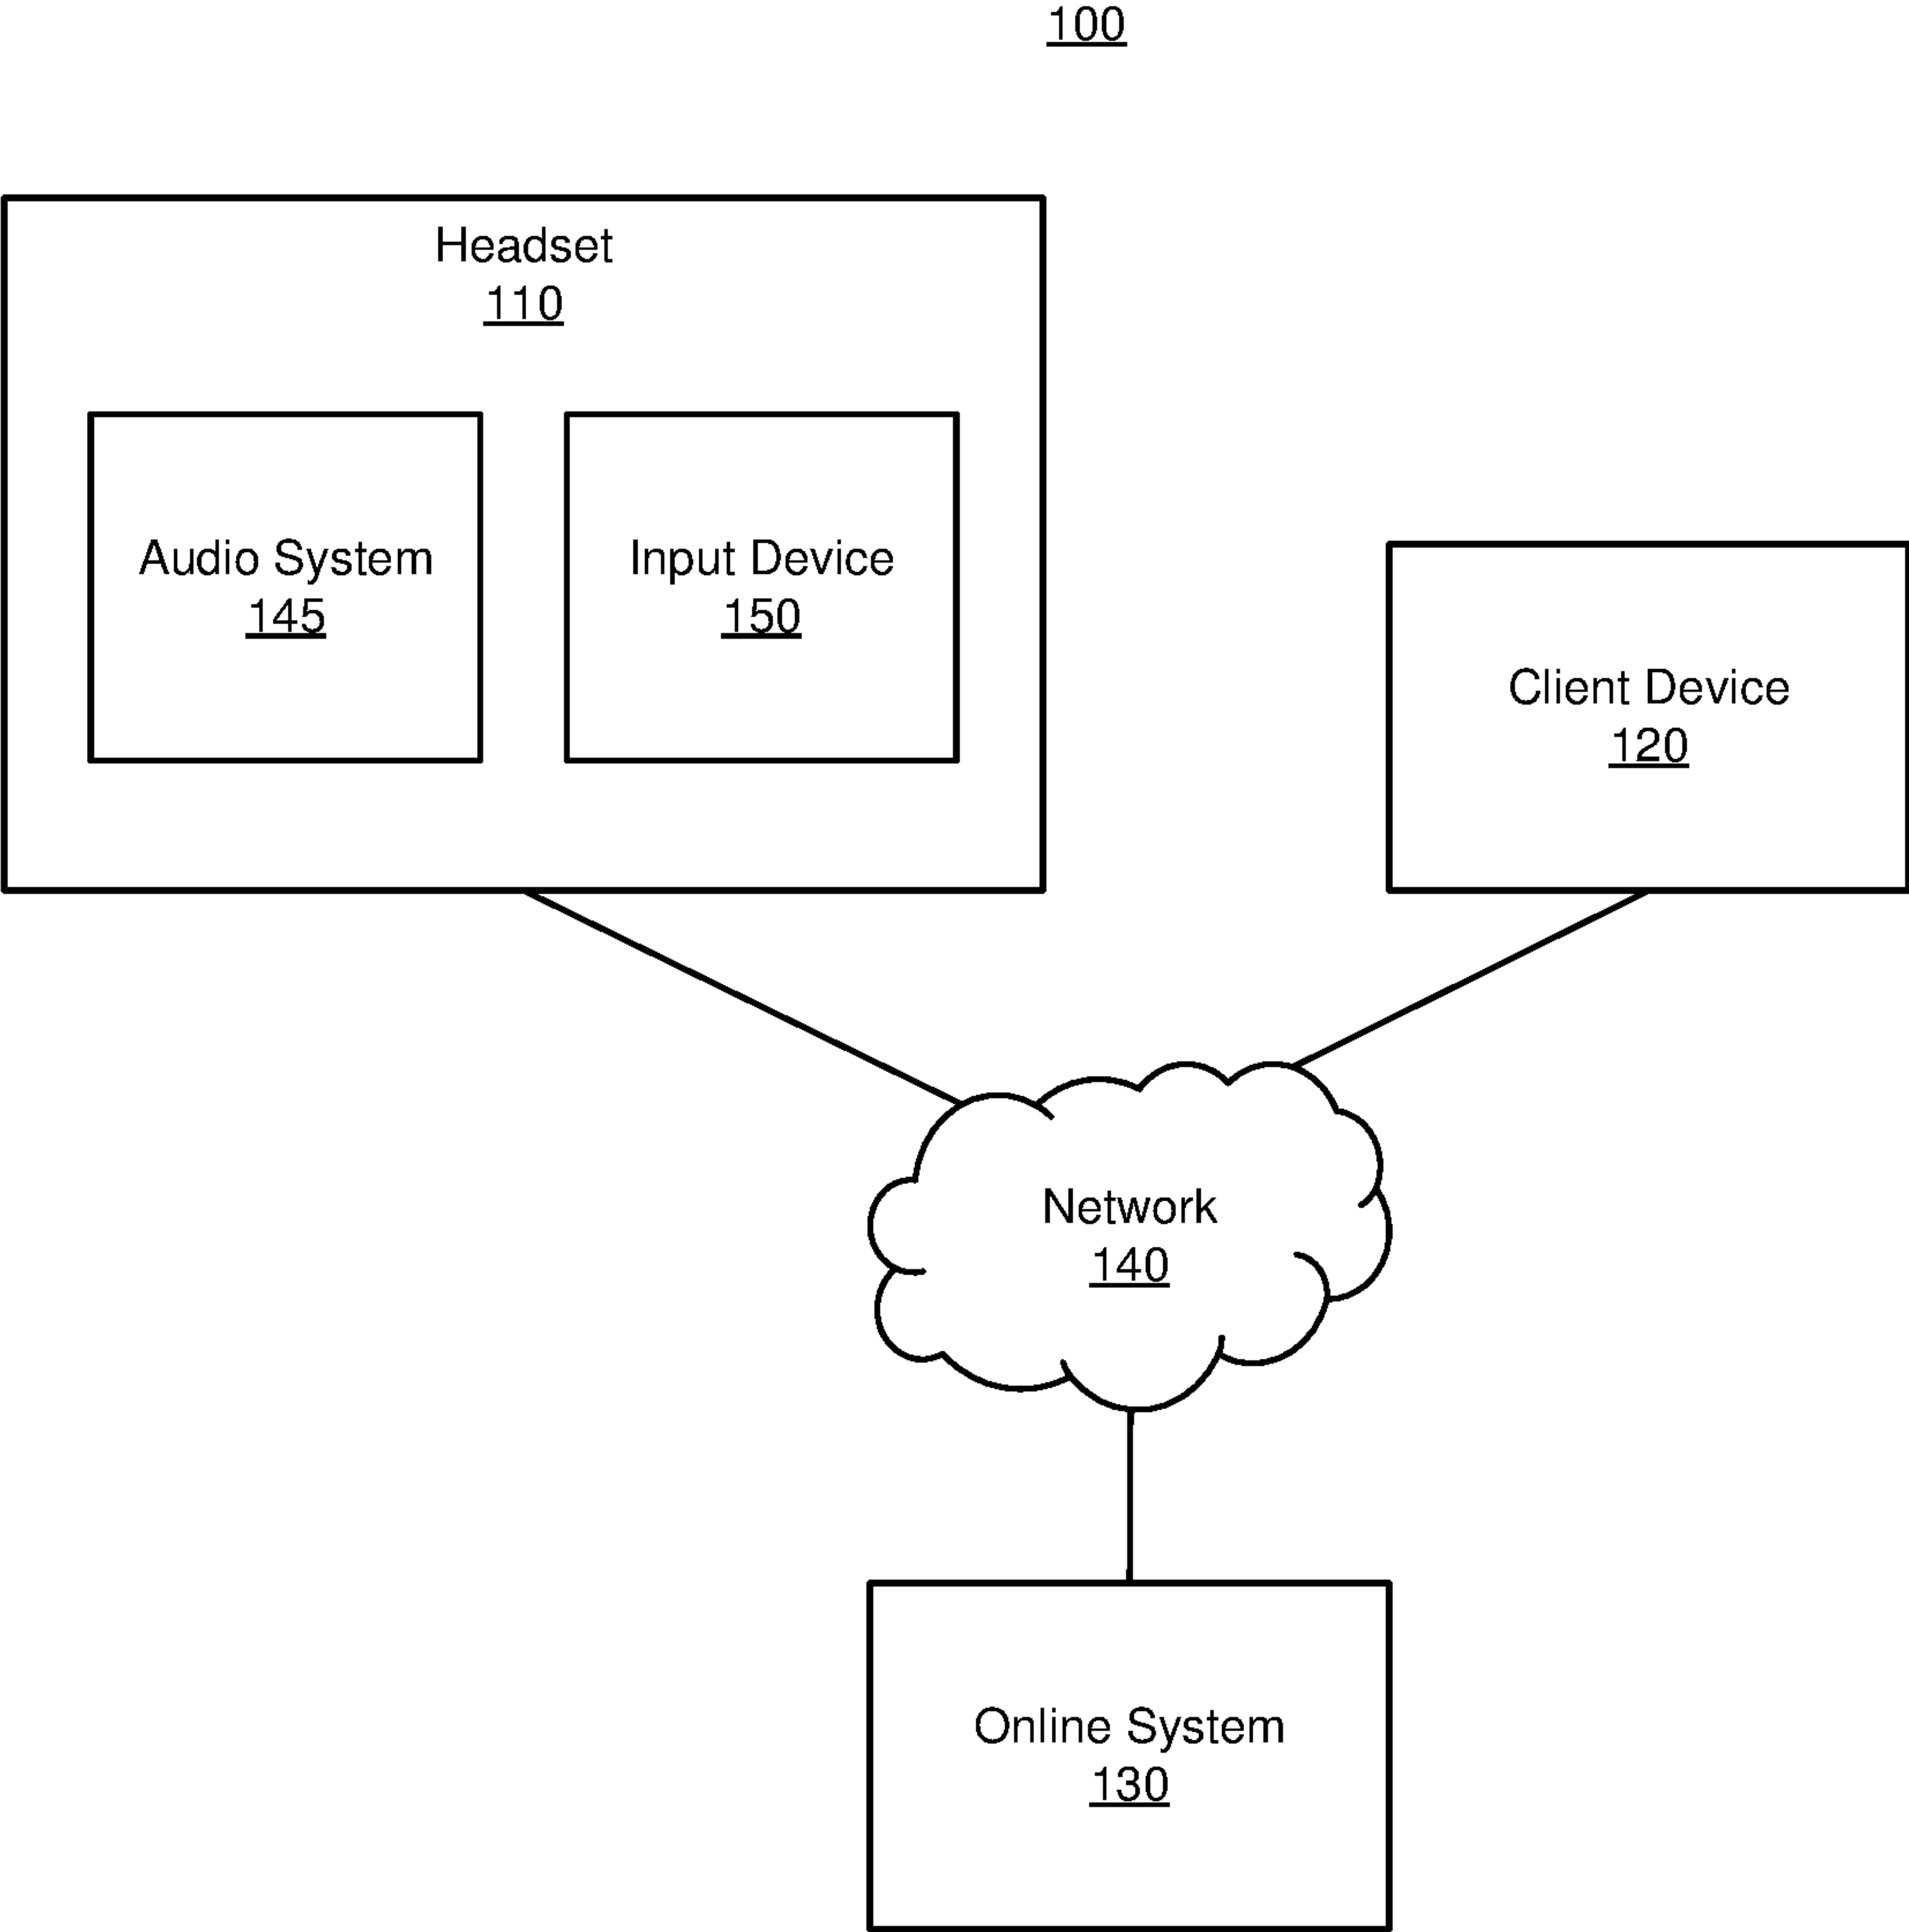 100
Headset
110
Audio System
145
Input Device
150
Client Device
120
Network
140
Online System
130